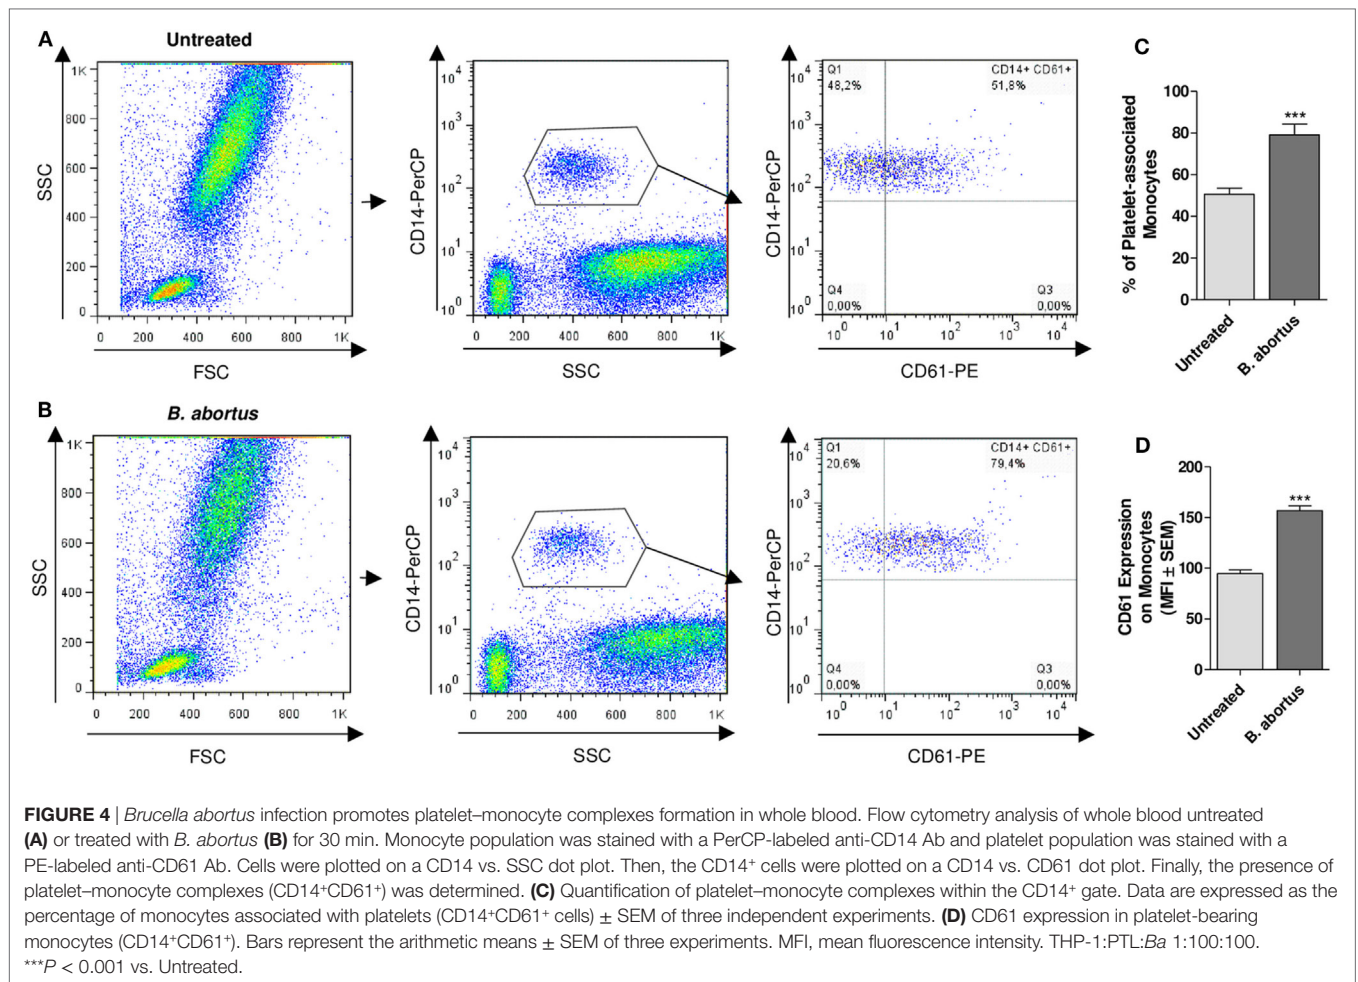 A
Untreated
1K
800
600
400
200
0
SSC
0 200 400 600 800 1K
FSC
10^4
10^3
10^2
10^1
10^0
CD14-PerCP
0 200 400 600 800 1K
SSC
Q1
48,2%
CD14+ CD61+
51,8%
Q4
0,00%
Q3
0,00%
10^4
10^3
10^2
10^1
10^0
CD14-PerCP
10^0 10^1 10^2 10^3 10^4
CD61-PE
C
% of Platelet-associated
Monocytes
100
80
60
40
20
0
***
Untreated
B. abortus
B
B. abortus
1K
800
600
400
200
0
SSC
0 200 400 600 800 1K
FSC
10^4
10^3
10^2
10^1
10^0
CD14-PerCP
0 200 400 600 800 1K
SSC
Q1
20,6%
CD14+ CD61+
79,4%
Q4
0,00%
Q3
0,00%
10^4
10^3
10^2
10^1
10^0
CD14-PerCP
10^0 10^1 10^2 10^3 10^4
CD61-PE
D
CD61 Expression
on Monocytes
(MFI ± SEM)
200
150
100
50
0
***
Untreated
B. abortus
FIGURE 4 | Brucella abortus infection promotes platelet–monocyte complexes formation in whole blood. Flow cytometry analysis of whole blood untreated
(A) or treated with B. abortus (B) for 30 min. Monocyte population was stained with a PerCP-labeled anti-CD14 Ab and platelet population was stained with a
PE-labeled anti-CD61 Ab. Cells were plotted on a CD14 vs. SSC dot plot. Then, the CD14⁺ cells were plotted on a CD14 vs. CD61 dot plot. Finally, the presence of
platelet–monocyte complexes (CD14⁺CD61⁺) was determined. (C) Quantification of platelet–monocyte complexes within the CD14⁺ gate. Data are expressed as the
percentage of monocytes associated with platelets (CD14⁺CD61⁺ cells) ± SEM of three independent experiments. (D) CD61 expression in platelet-bearing
monocytes (CD14⁺CD61⁺). Bars represent the arithmetic means ± SEM of three experiments. MFI, mean fluorescence intensity. THP-1:PTL:Ba 1:100:100.
***P < 0.001 vs. Untreated.